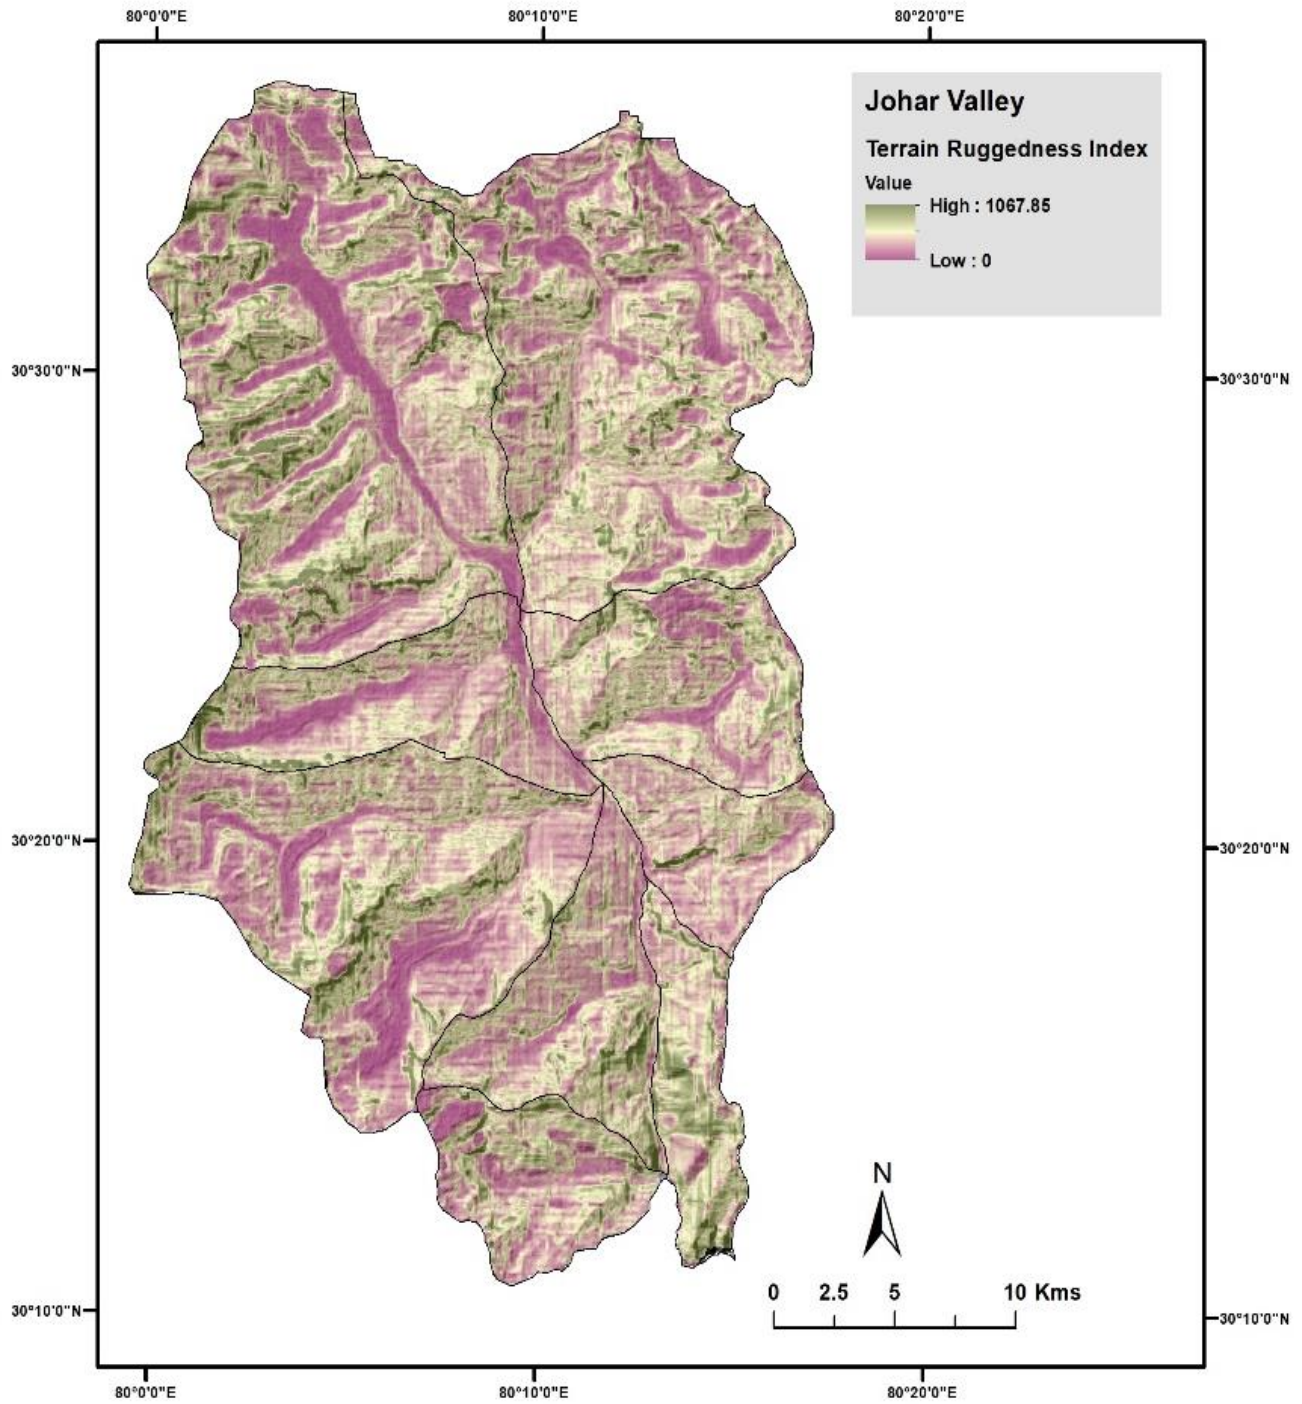 80°0'0"E 80°10'0"E 80°20'0"E
Johar Valley
Terrain Ruggedness Index
Value
High : 1067.85
Low : 0
30°30'0"N 30°30'0"N
30°20'0"N 30°20'0"N
N
0 2.5 5 10 Kms
30°10'0"N 30°10'0"N
80°0'0"E 80°10'0"E 80°20'0"E